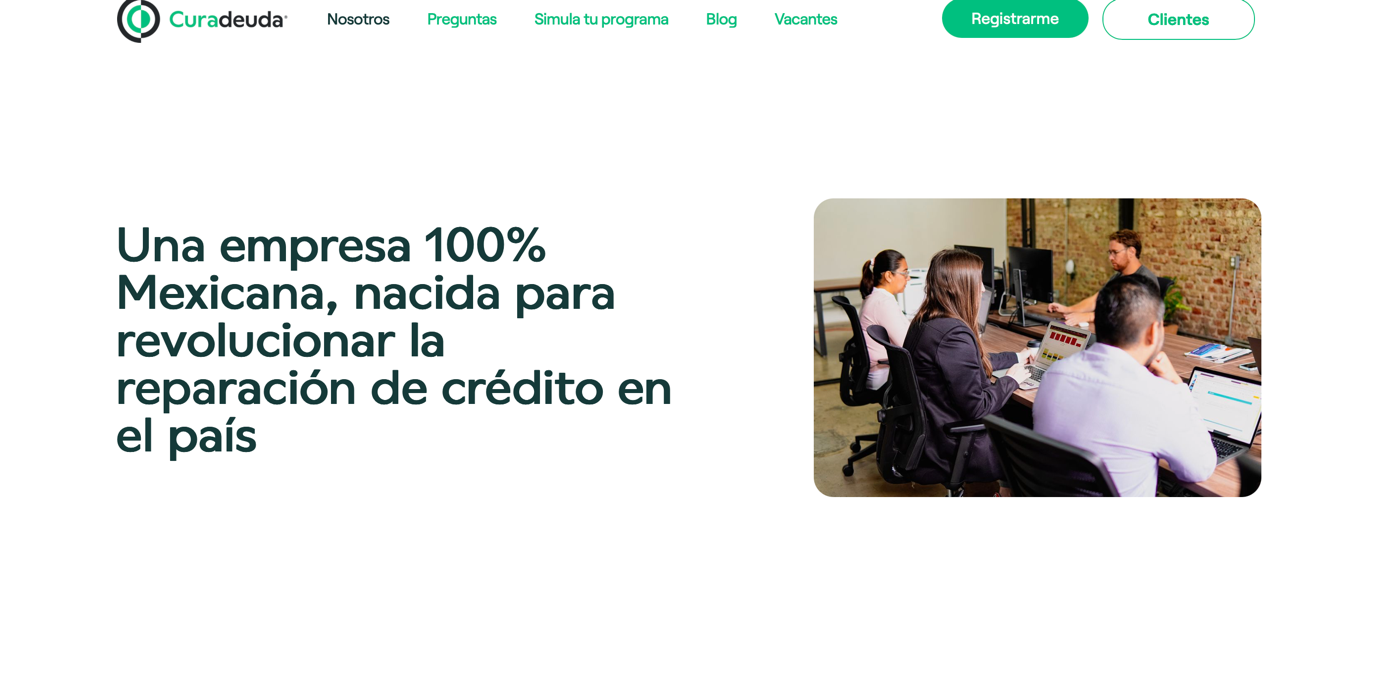 Curadeuda®
Nosotros
Preguntas
Simula tu programa
Blog
Vacantes
Registrarme
Clientes
Una empresa 100%
Mexicana, nacida para
revolucionar la
reparación de crédito en
el país